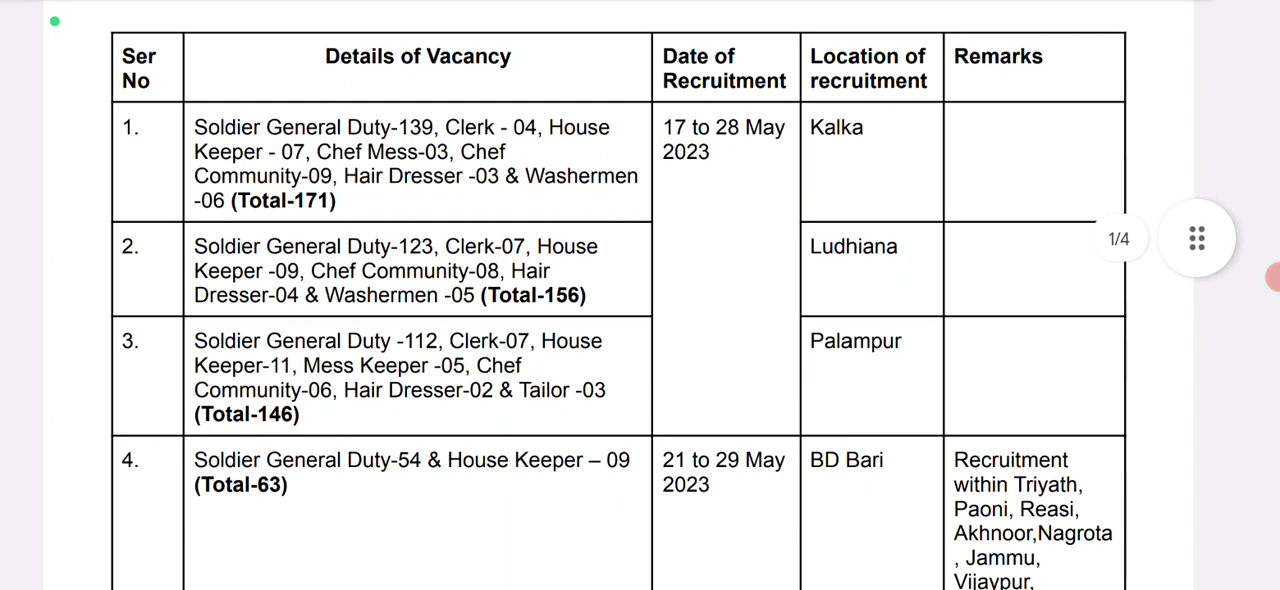 Ser No
Details of Vacancy
Date of Recruitment
Location of recruitment
Remarks
1.
Soldier General Duty-139, Clerk - 04, House
Keeper - 07, Chef Mess-03, Chef
Community-09, Hair Dresser -03 & Washermen
-06 (Total-171)
17 to 28 May
2023
Kalka
2.
Soldier General Duty-123, Clerk-07, House
Keeper -09, Chef Community-08, Hair
Dresser-04 & Washermen -05 (Total-156)
Ludhiana
1/4
3.
Soldier General Duty -112, Clerk-07, House
Keeper-11, Mess Keeper -05, Chef
Community-06, Hair Dresser-02 & Tailor -03
(Total-146)
Palampur
4.
Soldier General Duty-54 & House Keeper – 09
(Total-63)
21 to 29 May
2023
BD Bari
Recruitment
within Triyath,
Paoni, Reasi,
Akhnoor,Nagrota
, Jammu,
Vijaypur,